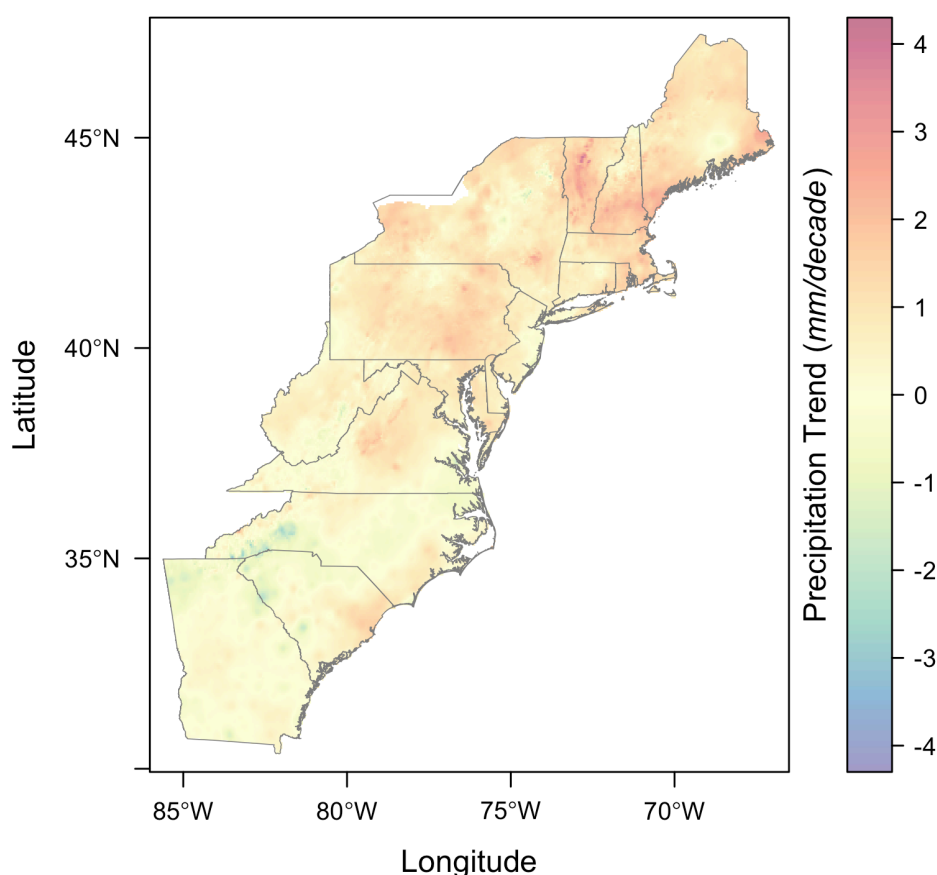 45°N
40°N
35°N
85°W
80°W
75°W
70°W
Latitude
Longitude
4
3
2
1
0
-1
-2
-3
-4
Precipitation Trend (mm/decade)